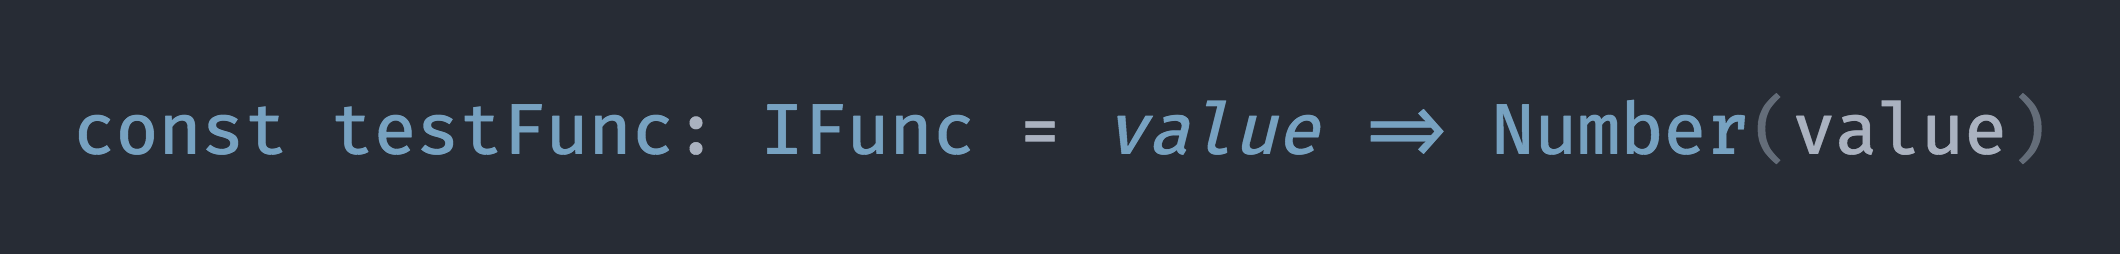 const testFunc: IFunc = value => Number(value)